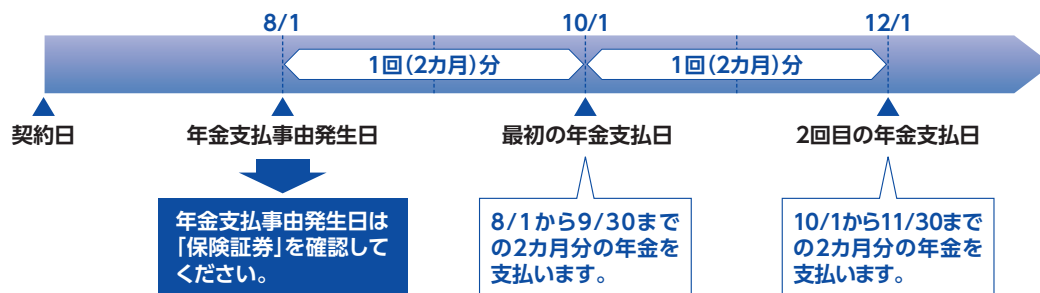 8/1
10/1
12/1
1回（2カ月）分
1回（2カ月）分
契約日
年金支払事由発生日
最初の年金支払日
2回目の年金支払日
年金支払事由発生日は
「保険証券」を確認して
ください。
8/1から9/30まで
の2カ月分の年金を
支払います。
10/1から11/30まで
の2カ月分の年金を
支払います。